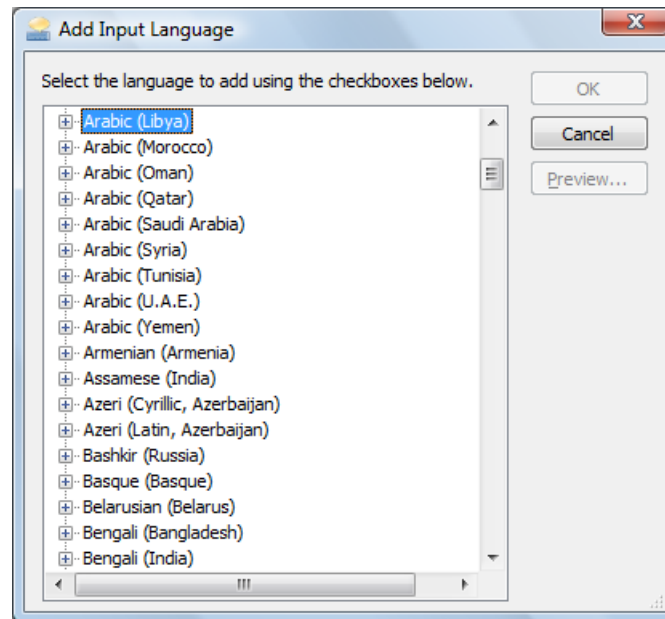 Add Input Language
Select the language to add using the checkboxes below.
OK
Cancel
Preview...
Arabic (Libya)
Arabic (Morocco)
Arabic (Oman)
Arabic (Qatar)
Arabic (Saudi Arabia)
Arabic (Syria)
Arabic (Tunisia)
Arabic (U.A.E.)
Arabic (Yemen)
Armenian (Armenia)
Assamese (India)
Azeri (Cyrillic, Azerbaijan)
Azeri (Latin, Azerbaijan)
Bashkir (Russia)
Basque (Basque)
Belarusian (Belarus)
Bengali (Bangladesh)
Bengali (India)